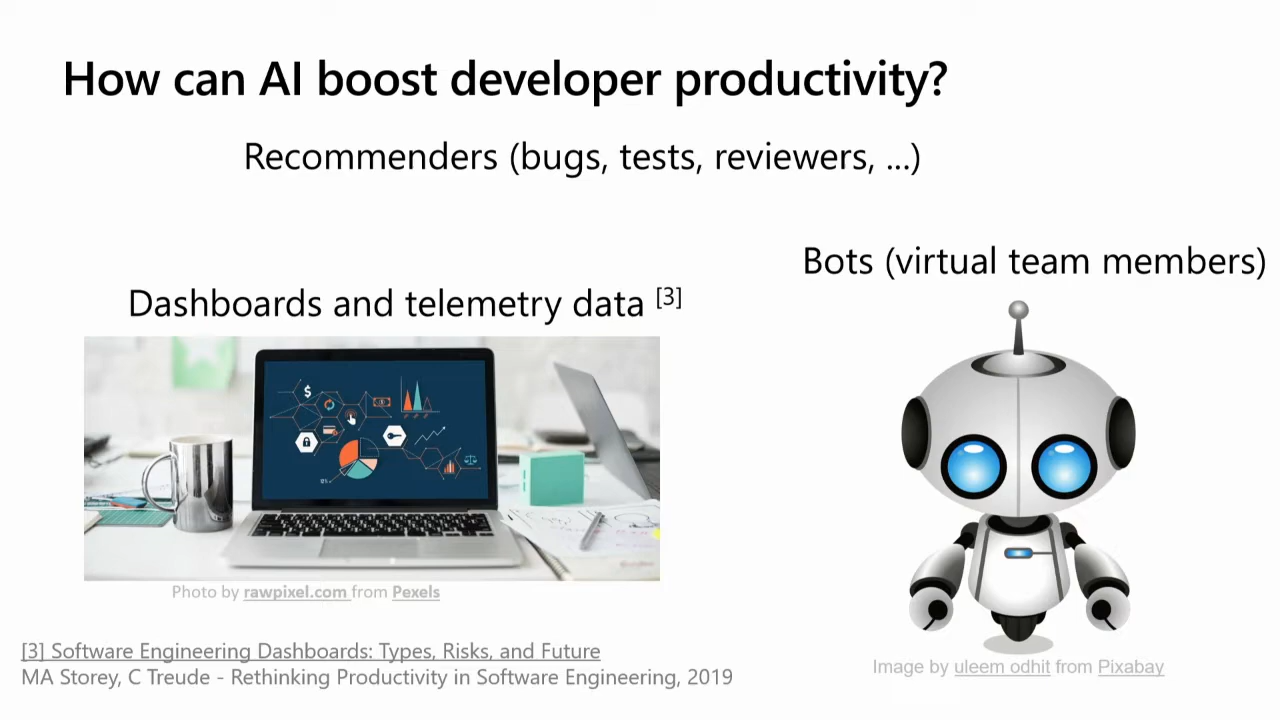 How can AI boost developer productivity?
Recommenders (bugs, tests, reviewers, ...)
Bots (virtual team members)
Dashboards and telemetry data [3]
$
Photo by rawpixel.com from Pexels
[3] Software Engineering Dashboards: Types, Risks, and Future
MA Storey, C Treude - Rethinking Productivity in Software Engineering, 2019
Image by uleem odhit from Pixabay